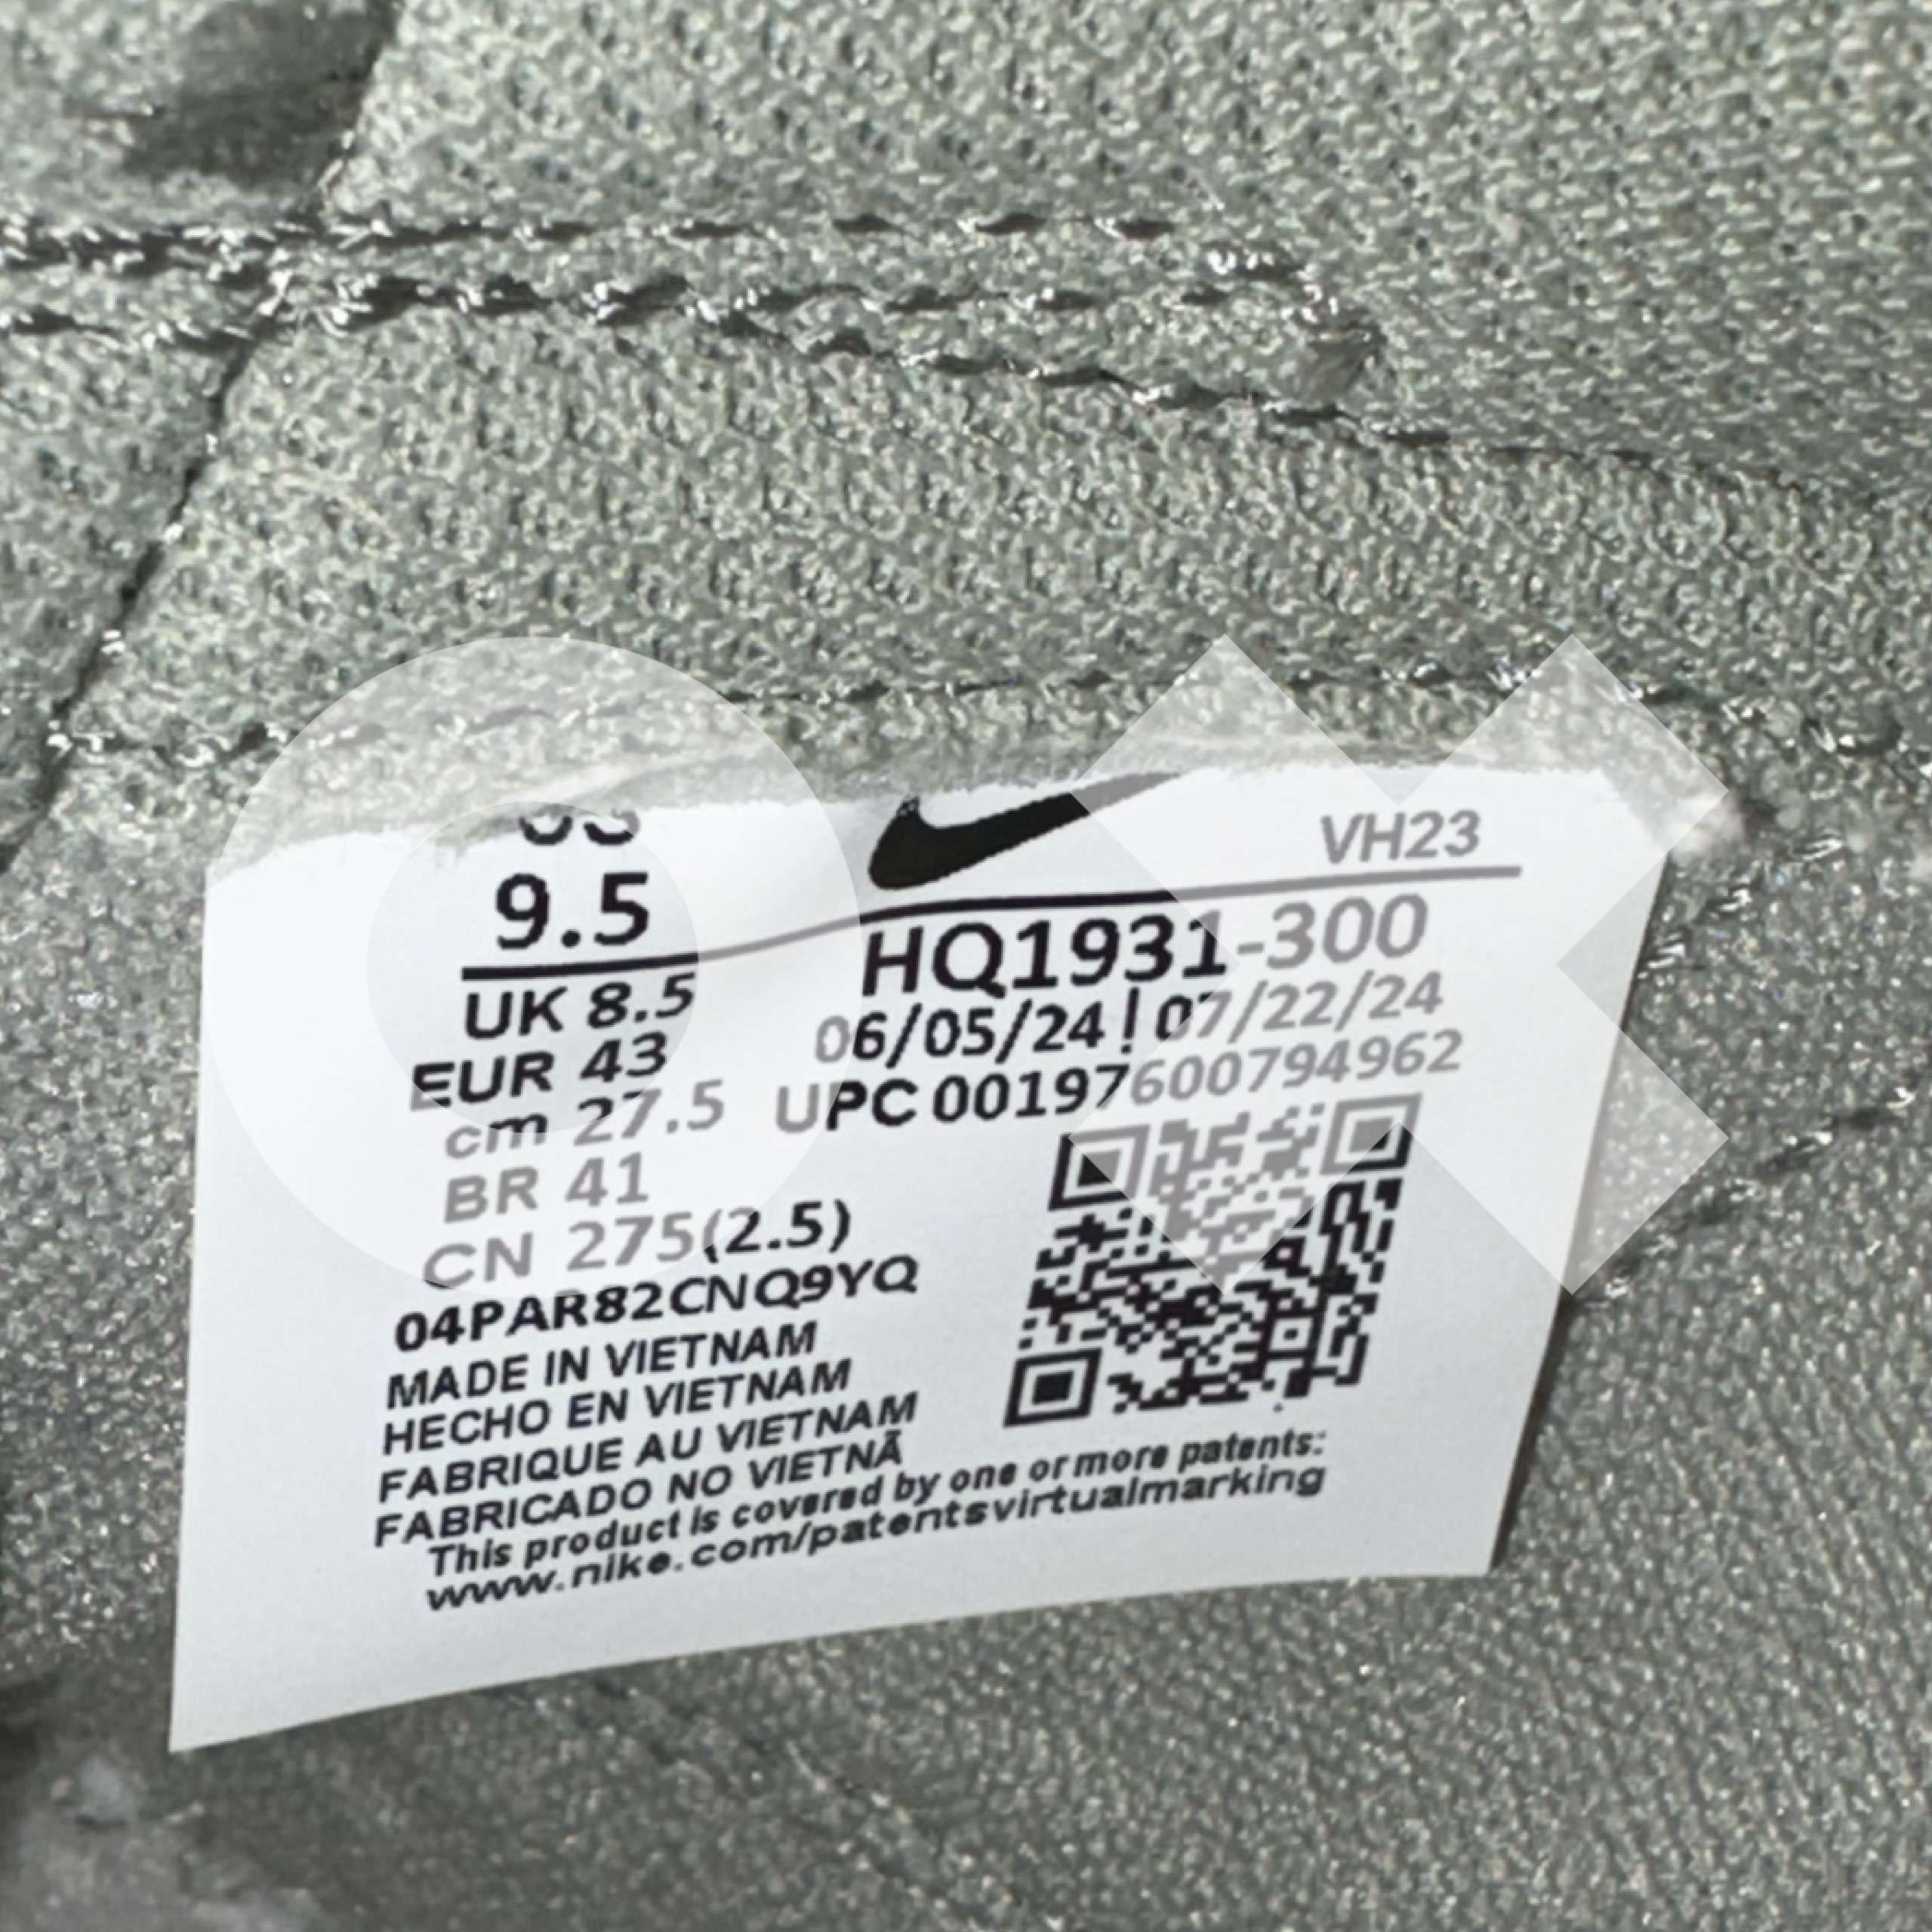 US
9.5
UK 8.5
EUR 43
cm 27.5
BR 41
CN 275(2.5)
04PAR82CNQ9YQ
MADE IN VIETNAM
HECHO EN VIETNAM
FABRIQUE AU VIETNAM
FABRICADO NO VIETNÃ
This product is covered by one or more patents:
www.nike.com/patentsvirtualmarking
VH23
HQ1931-300
06/05/24 ! 07/22/24
UPC 00197600794962
OX